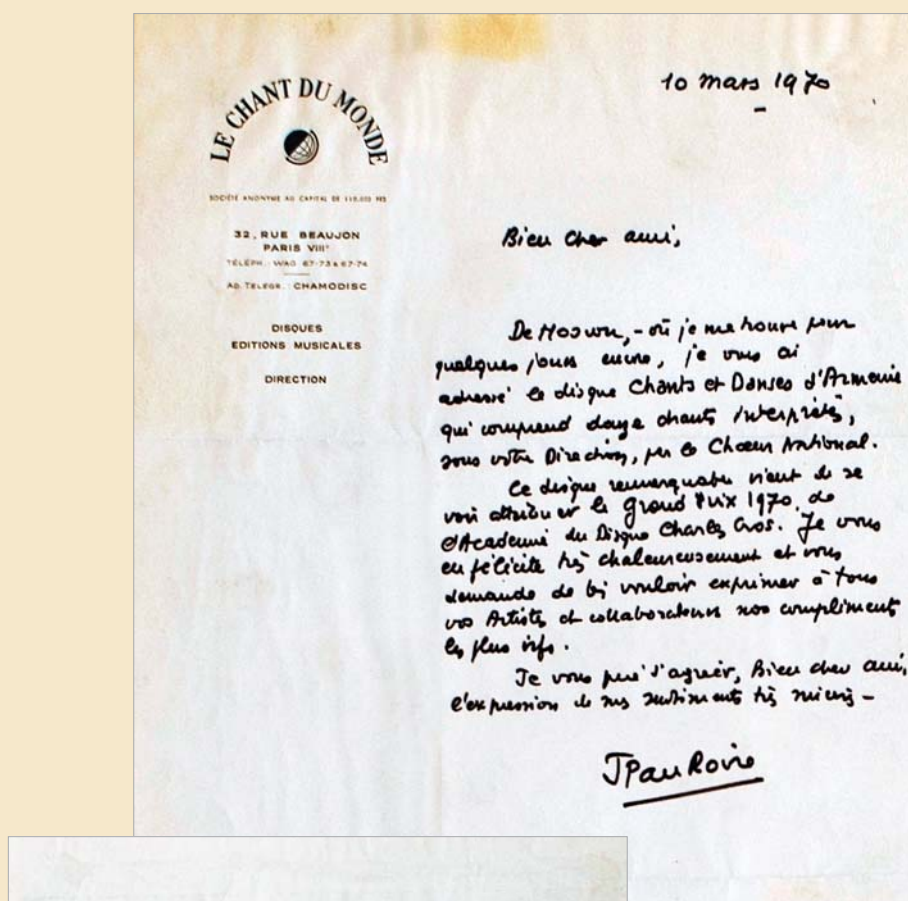 LE CHANT DU MONDE
SOCIÉTÉ ANONYME AU CAPITAL DE 110.000 FRS
32, RUE BEAUJON
PARIS VIIIᵉ
TÉLÉPH. : WAG. 67-73 & 67-74
AD. TÉLÉGR. : CHAMODISC
DISQUES
EDITIONS MUSICALES
DIRECTION
10 mars 1970
Bien cher ami,
De Moscou, - où je me trouve pour
quelques jours encore, je vous ai
adressé le disque Chants et Danses d'Armenie
qui comprend douze chants interprétés,
sous votre Direction, par le Choeur National.
Ce disque remarquable vient de se
voir attribuer le Grand Prix 1970 de
l'Academie du Disque Charles Cros. Je vous
en félicite très chaleureusement et vous
demande de bien vouloir exprimer à tous
vos Artistes et collaborateurs nos compliments
les plus vifs.
Je vous prie d'agréer, Bien cher ami,
l'expression de mes sentiments très